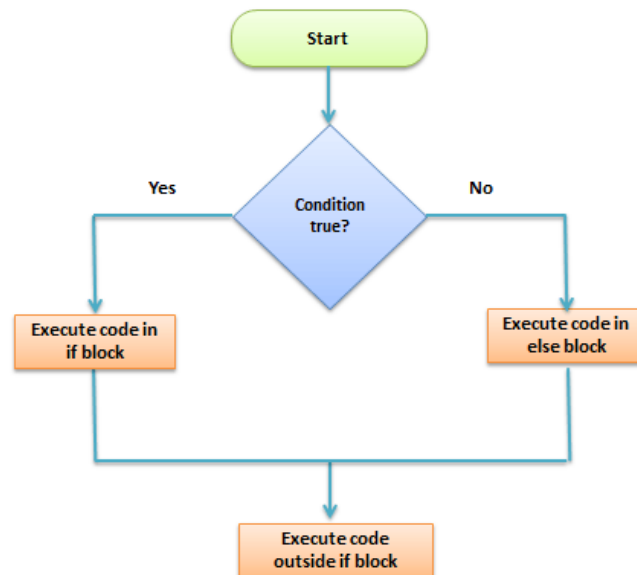 Start
Yes
No
Condition
true?
Execute code in
if block
Execute code in
else block
Execute code
outside if block